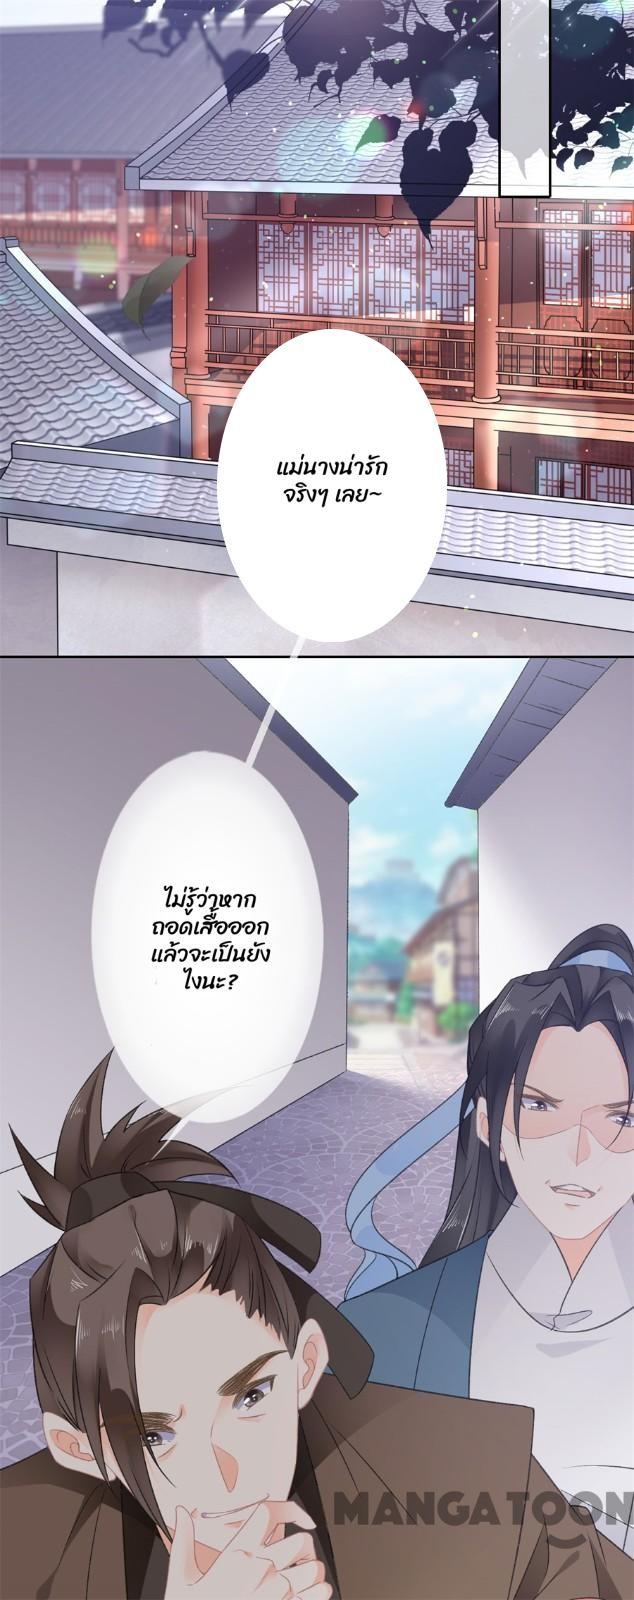 แม่นางน่ารัก
จริงๆ เลย~
ไม่รู้ว่าหาก
ถอดเสื้อออก
แล้วจะเป็นยัง
ไงนะ?
MANGATOON